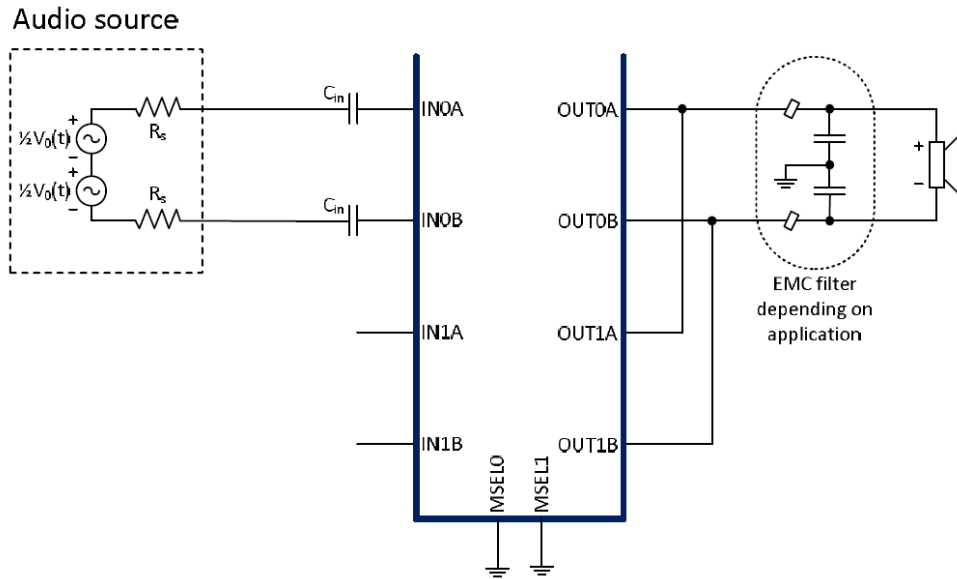 Audio source
Cin
IN0A
OUT0A
+
½V0(t)
−
Rs
+
−
+
½V0(t)
−
Rs
Cin
IN0B
OUT0B
EMC filter
depending on
application
IN1A
OUT1A
IN1B
OUT1B
MSEL0
MSEL1